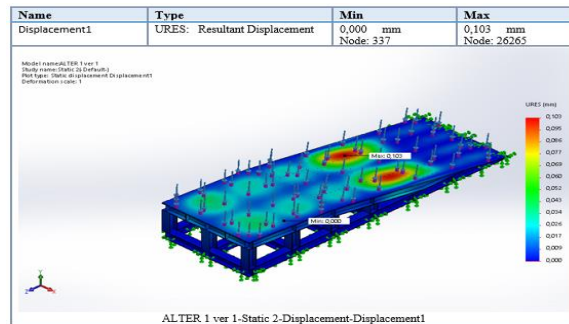 Name Type Min Max
Displacement1 URES: Resultant Displacement 0,000 mm 0,103 mm
Node: 337 Node: 26265
Model name:ALTER 1 ver 1
Study name:Static 2(-Default-)
Plot type: Static displacement Displacement1
Deformation scale: 1
URES (mm)
0,103
0,095
0,086
0,077
0,069
0,060
0,052
0,043
0,034
0,026
0,017
0,009
0,000
Max: 0,103
Min: 0,000
ALTER 1 ver 1-Static 2-Displacement-Displacement1